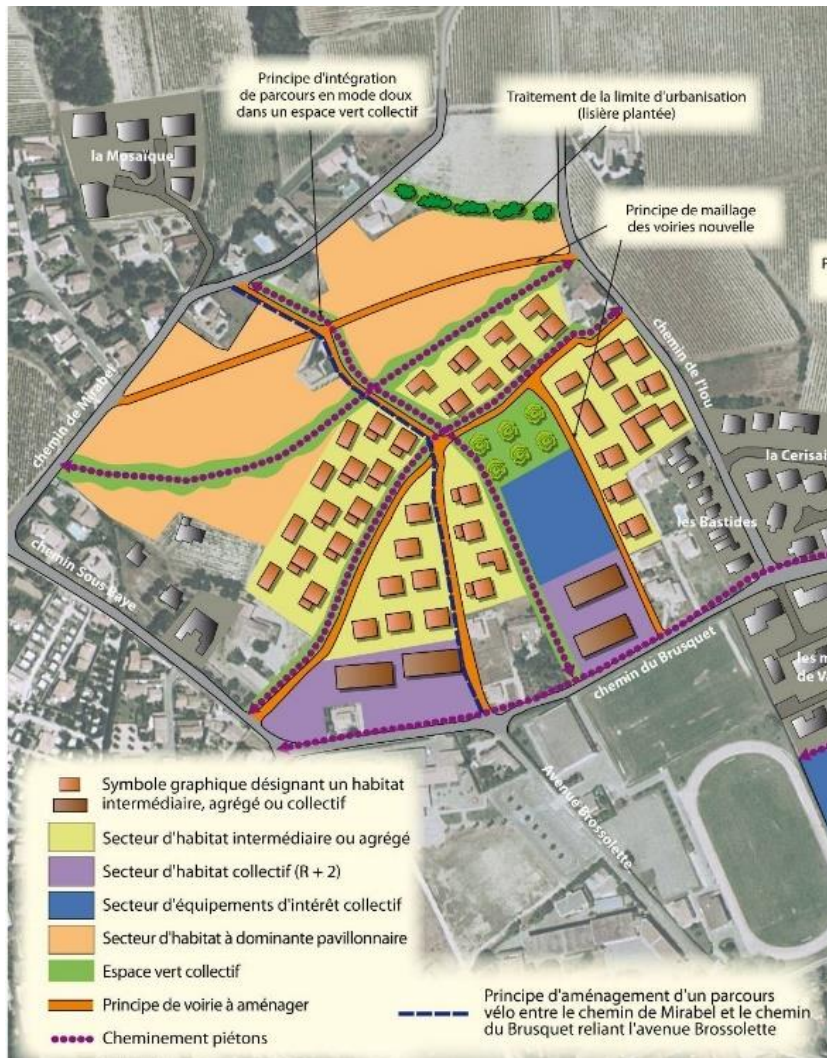 Principe d'intégration
de parcours en mode doux
dans un espace vert collectif
Traitement de la limite d'urbanisation
(lisière plantée)
la Mosaïque
Principe de maillage
des voiries nouvelle
P
chemin de Mirabel
chemin de l'Iou
la Cerisai
les Bastides
chemin Sous Baye
chemin du Brusquet
les m
de Va
Avenue Brossolette
Symbole graphique désignant un habitat
intermédiaire, agrégé ou collectif
Secteur d'habitat intermédiaire ou agrégé
Secteur d'habitat collectif (R + 2)
Secteur d'équipements d'intérêt collectif
Secteur d'habitat à dominante pavillonnaire
Espace vert collectif
Principe de voirie à aménager
Cheminement piétons
Principe d'aménagement d'un parcours
vélo entre le chemin de Mirabel et le chemin
du Brusquet reliant l'avenue Brossolette